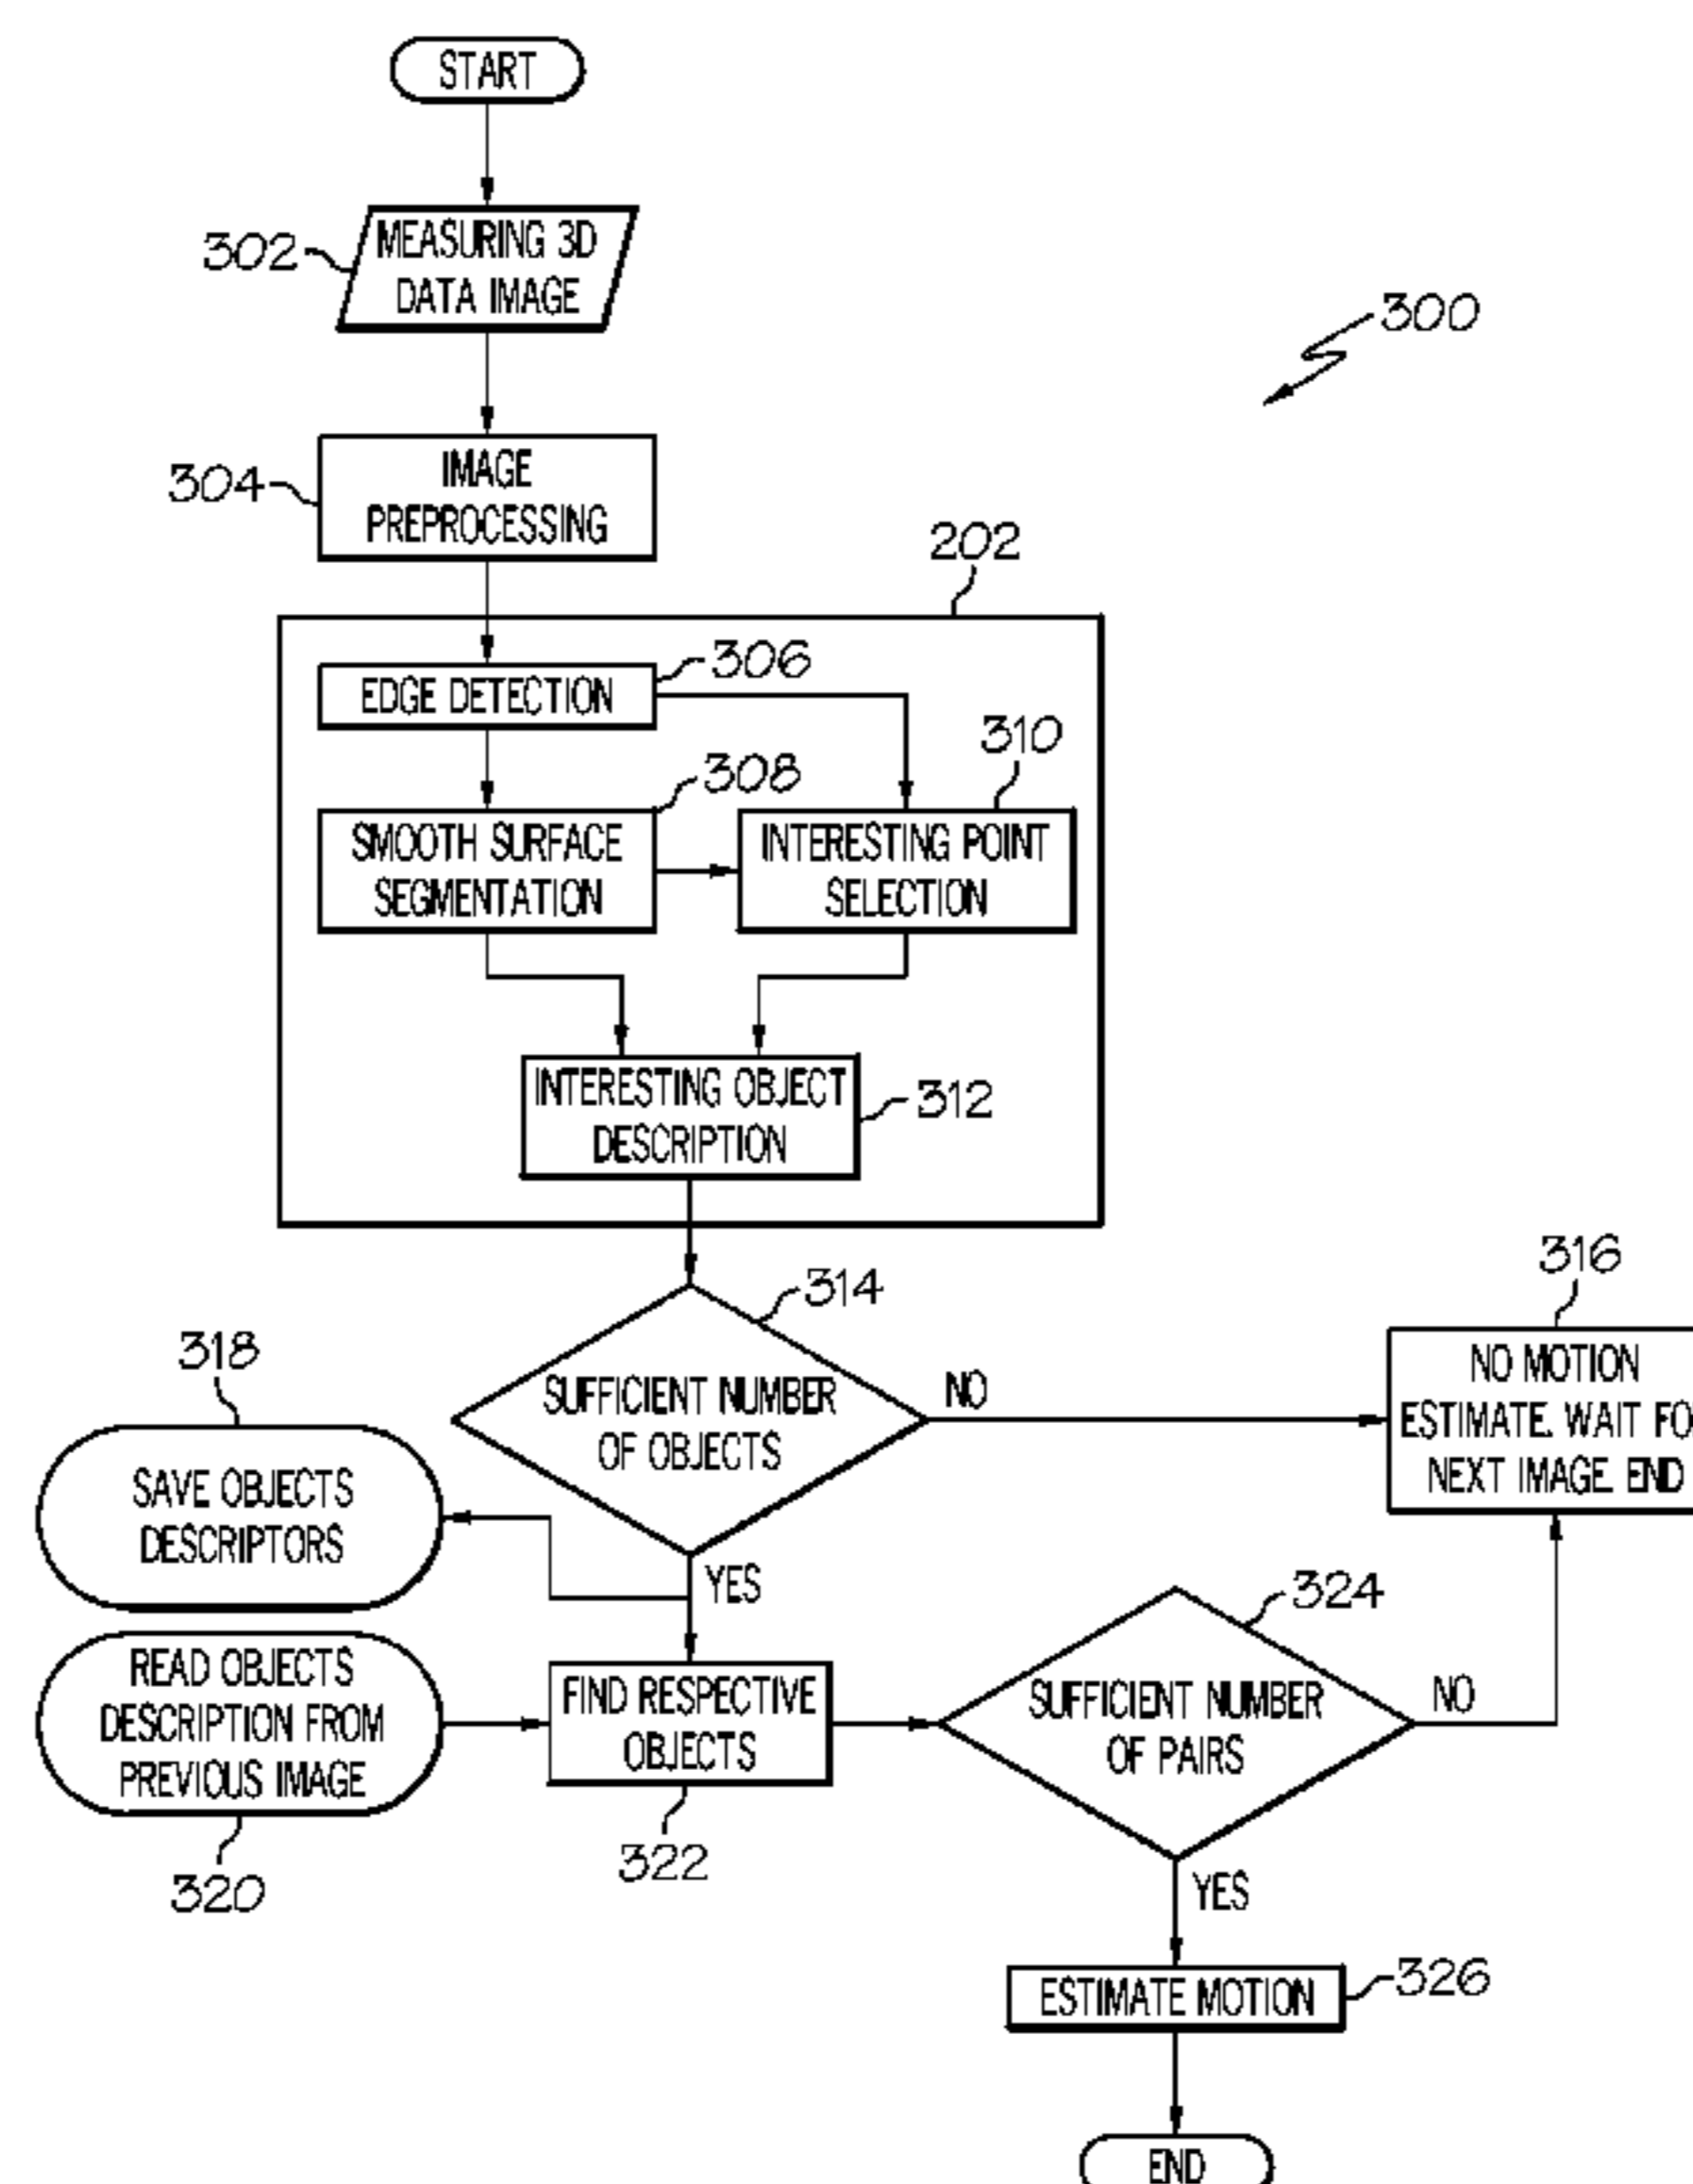 START
302
MEASURING 3D
DATA IMAGE
300
304
IMAGE
PREPROCESSING
202
306
EDGE DETECTION
310
308
SMOOTH SURFACE
SEGMENTATION
INTERESTING POINT
SELECTION
INTERESTING OBJECT
DESCRIPTION
312
314
316
SUFFICIENT NUMBER
OF OBJECTS
NO
NO MOTION
ESTIMATE. WAIT FO
NEXT IMAGE. END
318
SAVE OBJECTS
DESCRIPTORS
YES
324
READ OBJECTS
DESCRIPTION FROM
PREVIOUS IMAGE
320
FIND RESPECTIVE
OBJECTS
322
SUFFICIENT NUMBER
OF PAIRS
NO
YES
ESTIMATE MOTION
326
END